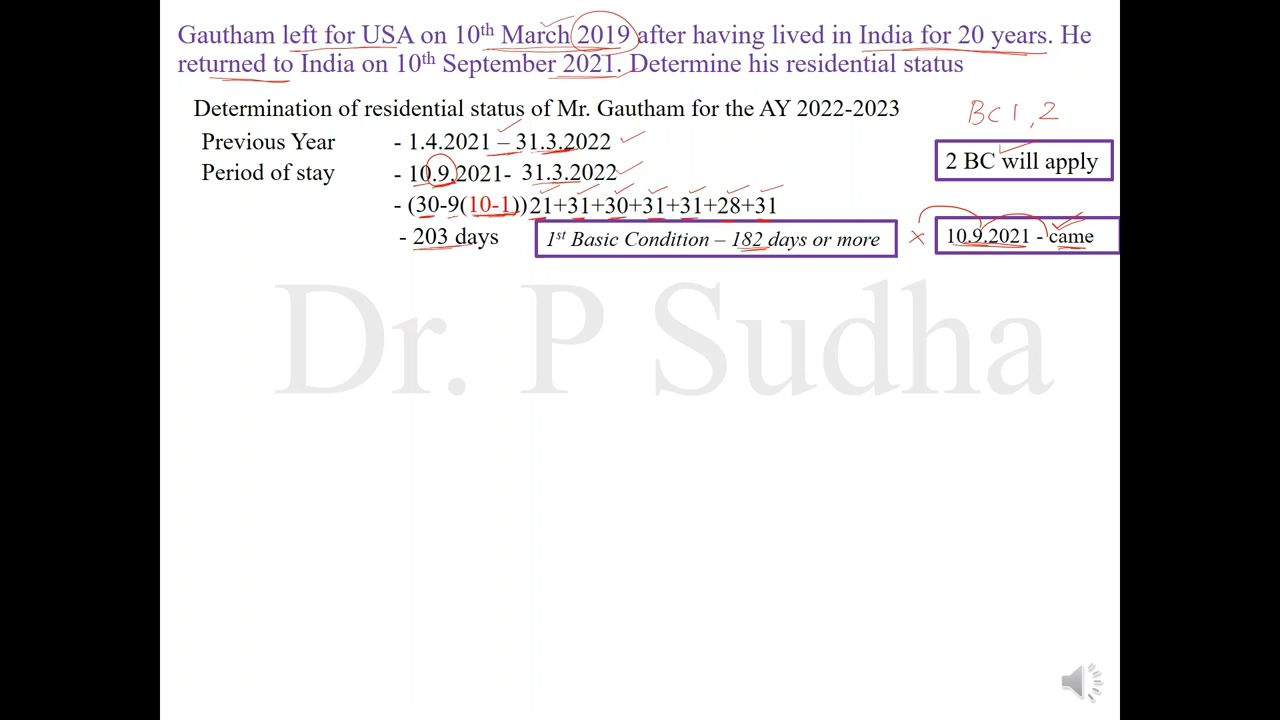 Gautham left for USA on 10th March 2019 after having lived in India for 20 years. He
returned to India on 10th September 2021. Determine his residential status
Determination of residential status of Mr. Gautham for the AY 2022-2023
BC 1, 2
Previous Year - 1.4.2021 – 31.3.2022
2 BC will apply
Period of stay - 10.9.2021- 31.3.2022
- (30-9(10-1))21+31+30+31+31+28+31
- 203 days
1st Basic Condition – 182 days or more
× 10.9.2021 - came
Dr. P Sudha